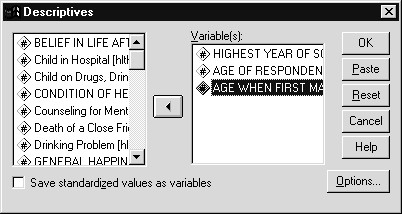 Descriptives
BELIEF IN LIFE AFT
Child in Hospital [hlth
Child on Drugs, Drin
CONDITION OF HE
Counseling for Ment
Death of a Close Frie
Drinking Problem [hl
GENERAL HAPPIN
Variable(s):
HIGHEST YEAR OF SC
AGE OF RESPONDEN
AGE WHEN FIRST MA
OK
Paste
Reset
Cancel
Help
Save standardized values as variables
Options...